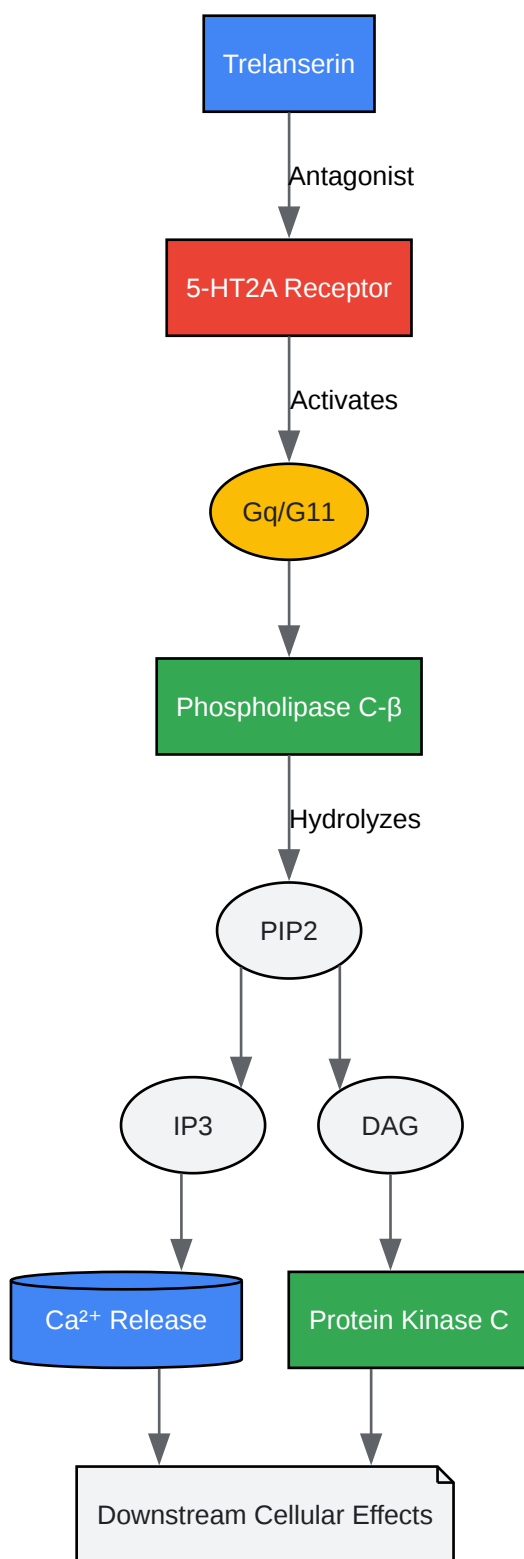 Trelanserin
Antagonist
5-HT2A Receptor
Activates
Gq/G11
Phospholipase C-β
Hydrolyzes
PIP2
IP3
DAG
Ca²⁺ Release
Protein Kinase C
Downstream Cellular Effects